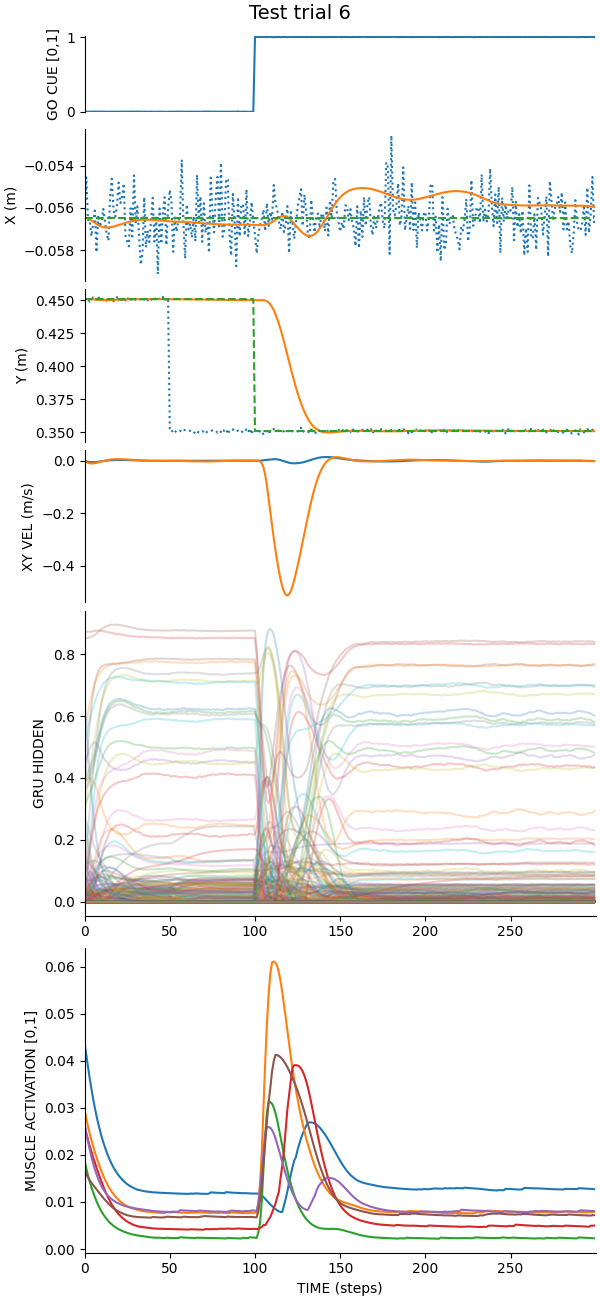 Test trial 6
GO CUE [0,1]
1
0
X (m)
−0.054
−0.056
−0.058
Y (m)
0.450
0.425
0.400
0.375
0.350
XY VEL (m/s)
0.0
−0.2
−0.4
GRU HIDDEN
0.8
0.6
0.4
0.2
0.0
0 50 100 150 200 250
MUSCLE ACTIVATION [0,1]
0.06
0.05
0.04
0.03
0.02
0.01
0.00
0 50 100 150 200 250
TIME (steps)